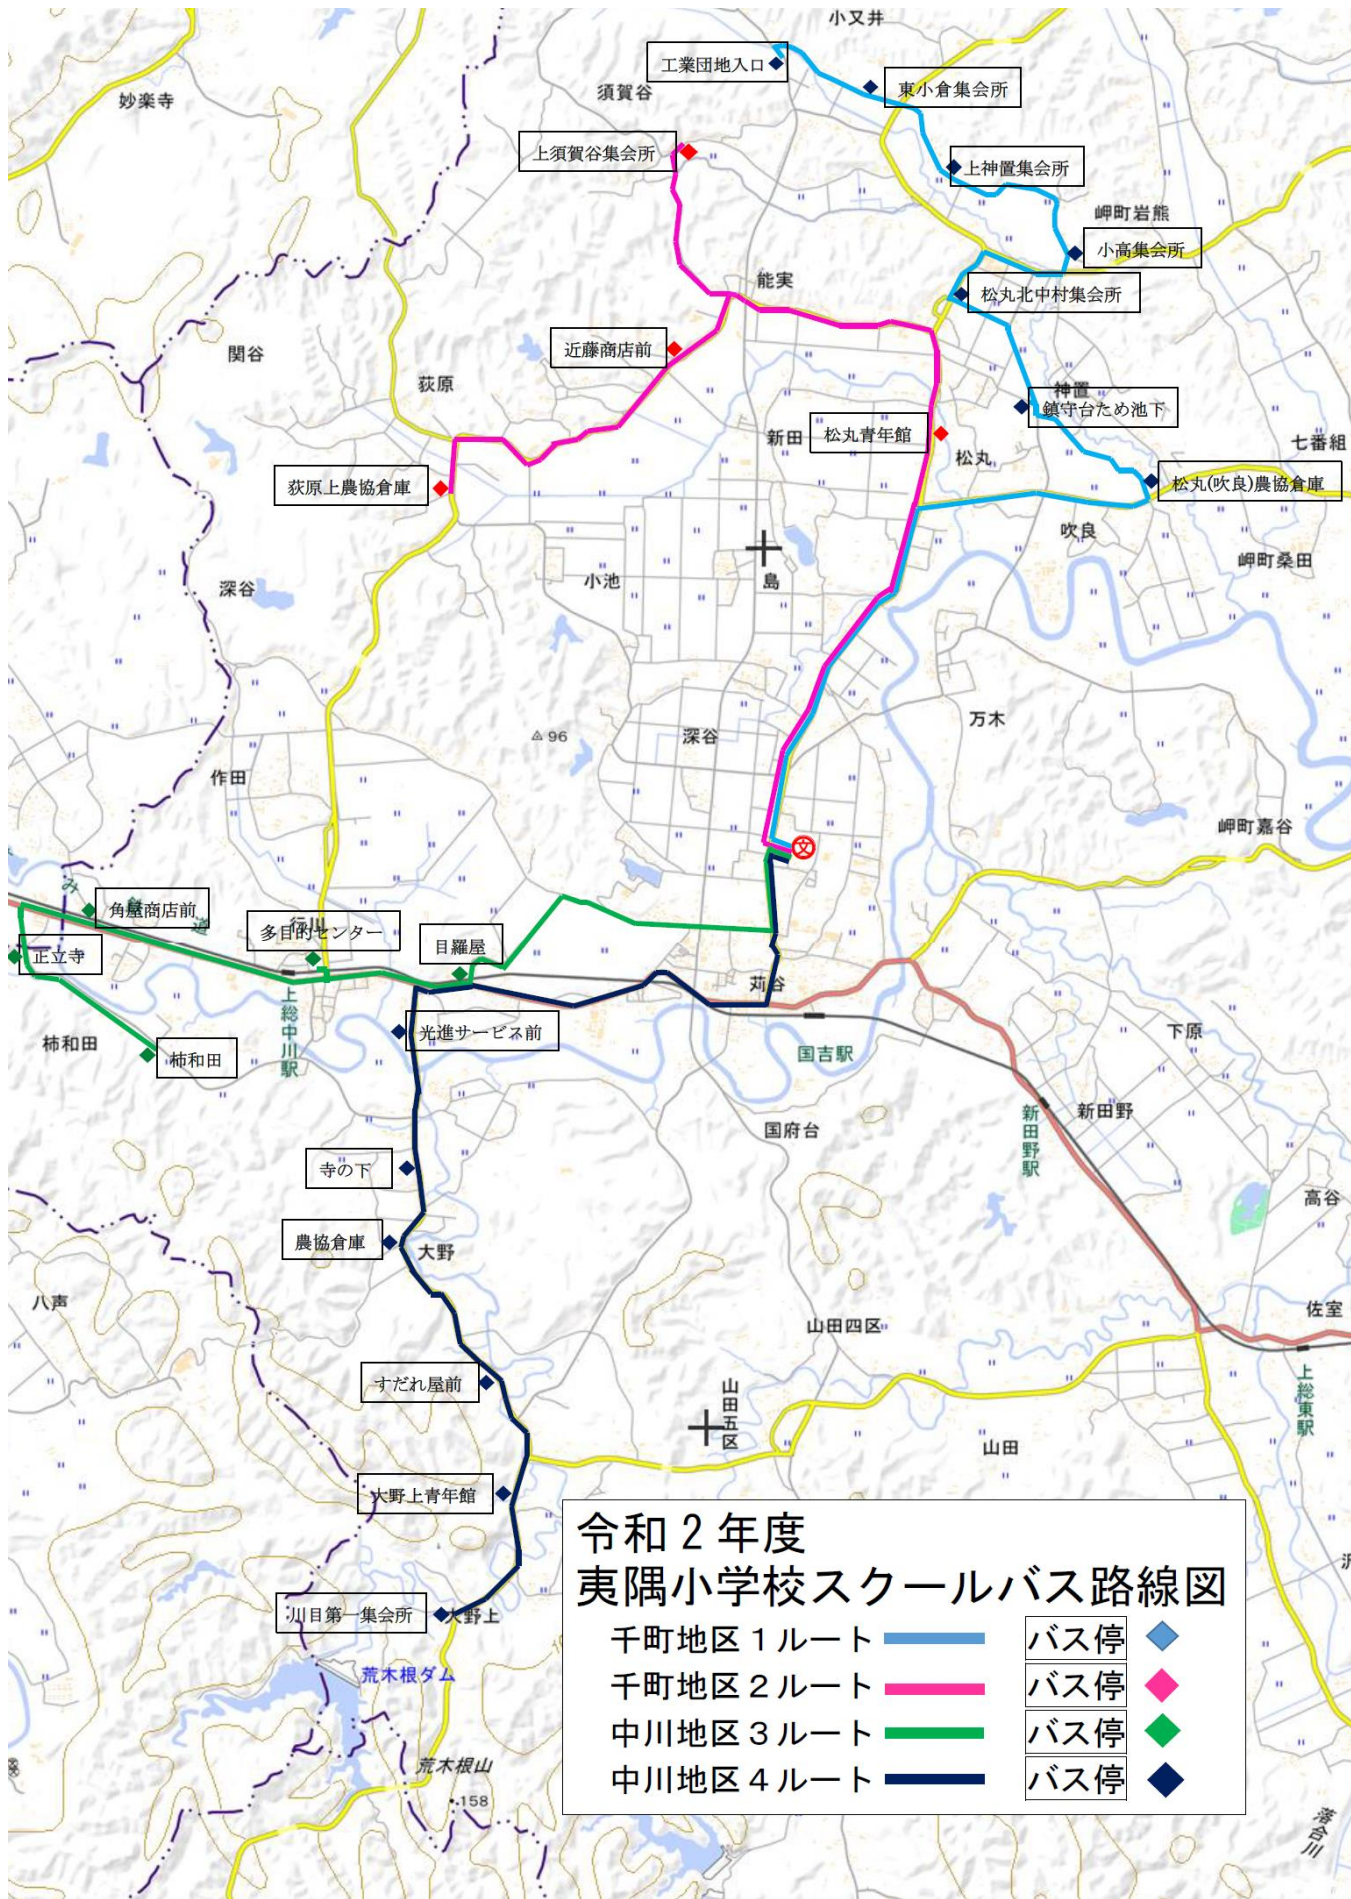 小又井
工業団地入口
東小倉集会所
須賀谷
妙楽寺
上須賀谷集会所
上神置集会所
岬町岩熊
小高集会所
能実
松丸北中村集会所
近藤商店前
関谷
荻原
神置
鎮守台ため池下
新田
松丸青年館
松丸
七番組
荻原上農協倉庫
松丸(吹良)農協倉庫
吹良
岬町桑田
小池
島
深谷
万木
96
深谷
作田
岬町嘉谷
文
み
道
角屋商店前
行川
多目的センター
目羅屋
正立寺
苅谷
上総中川駅
光進サービス前
柿和田
柿和田
国吉駅
下原
新田野
新田野駅
国府台
寺の下
高谷
農協倉庫
大野
八声
山田四区
佐室
すだれ屋前
山田五区
上総東駅
山田
大野上青年館
川目第一集会所
大野上
荒木根ダム
荒木根山
158
落合川
令和2年度
夷隅小学校スクールバス路線図
千町地区1ルート バス停
千町地区2ルート バス停
中川地区3ルート バス停
中川地区4ルート バス停